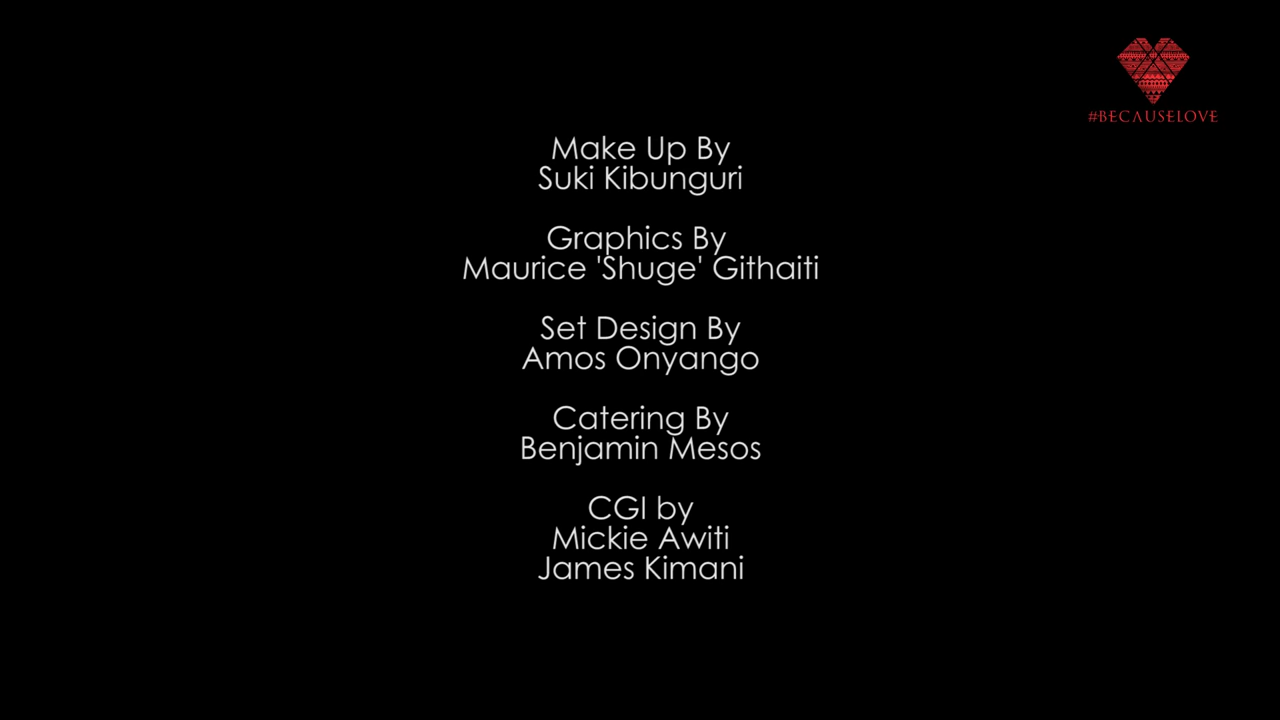 #BECAUSELOVE
Make Up By
Suki Kibunguri
Graphics By
Maurice 'Shuge' Githaiti
Set Design By
Amos Onyango
Catering By
Benjamin Mesos
CGI by
Mickie Awiti
James Kimani